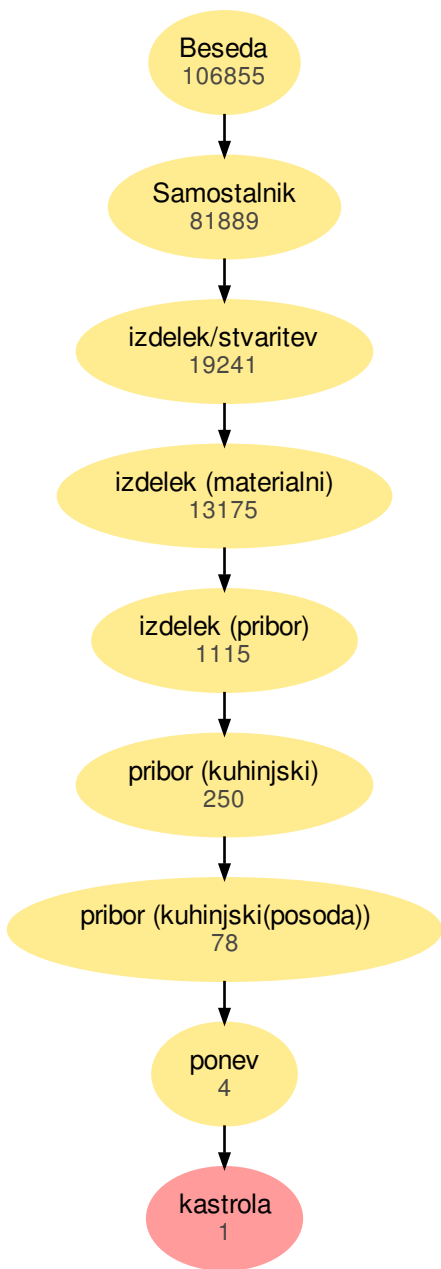 Beseda
106855
Samostalnik
81889
izdelek/stvaritev
19241
izdelek (materialni)
13175
izdelek (pribor)
1115
pribor (kuhinjski)
250
pribor (kuhinjski(posoda))
78
ponev
4
kastrola
1